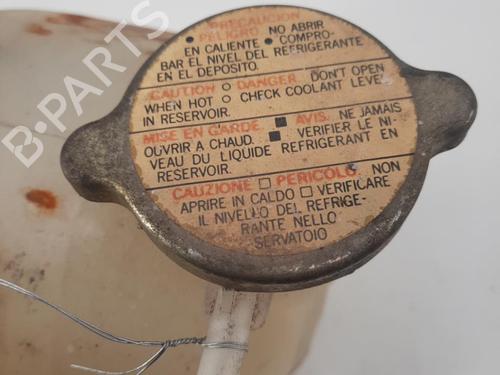 • PRECAUCION
• PELIGRO. NO ABRIR
EN CALIENTE • COMPRO-
BAR EL NIVEL DEL REFRIGERANTE
EN EL DEPOSITO.
CAUTION ○ DANGER. DON'T OPEN
WHEN HOT ○ CHECK COOLANT LEVEL
IN RESERVOIR.
MISE EN GARDE. ■ AVIS. NE JAMAIS
OUVRIR A CHAUD. ■ VERIFIER LE NI-
VEAU DU LIQUIDE REFRIGERANT EN
RESERVOIR.
CAUZIONE □ PERICOLO. NON
APRIRE IN CALDO □ VERIFICARE
IL NIVELLO DEL REFRIGE-
RANTE NELLO
SERVATOIO
B-PARTS